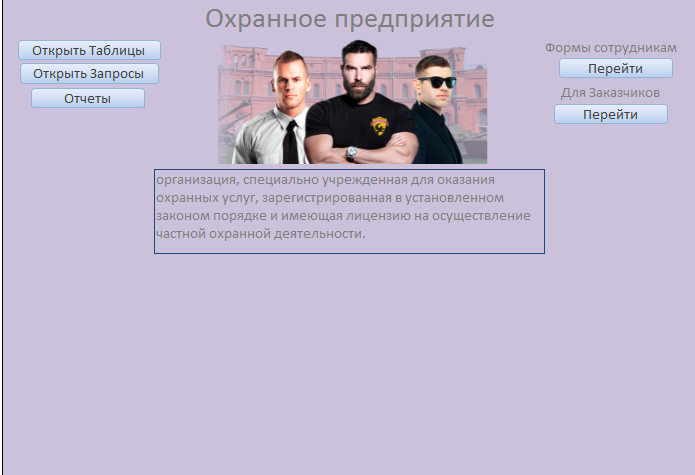 Охранное предприятие
Открыть Таблицы
Открыть Запросы
Отчеты
Формы сотрудникам
Перейти
Для Заказчиков
Перейти
организация, специально учрежденная для оказания
охранных услуг, зарегистрированная в установленном
законом порядке и имеющая лицензию на осуществление
частной охранной деятельности.